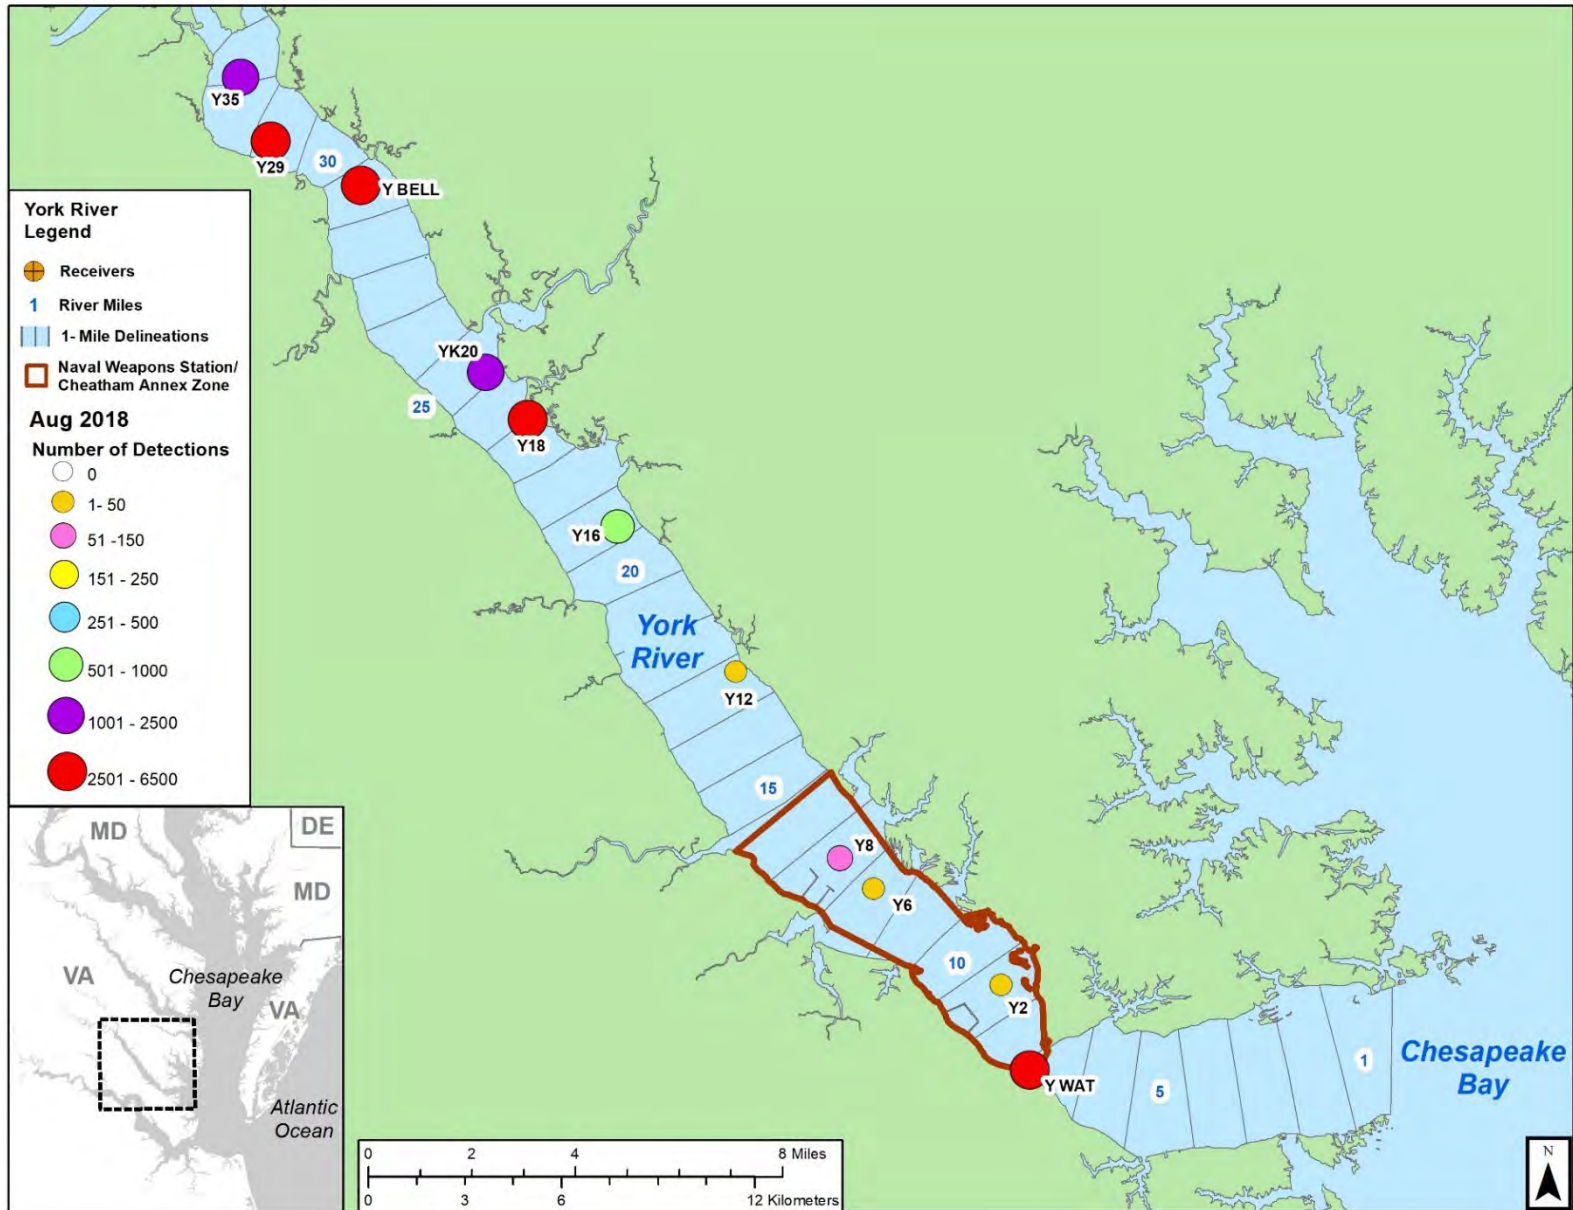 Y35
Y29
30
Y BELL
York River
Legend
Receivers
1 River Miles
1- Mile Delineations
Naval Weapons Station/
Cheatham Annex Zone
Aug 2018
Number of Detections
0
1- 50
51 -150
151 - 250
251 - 500
501 - 1000
1001 - 2500
2501 - 6500
YK20
25
Y18
Y16
20
York
River
Y12
15
Y8
Y6
10
Y2
Y WAT
5
1
Chesapeake
Bay
MD
DE
MD
VA
Chesapeake
Bay
VA
Atlantic
Ocean
0 2 4 8 Miles
0 3 6 12 Kilometers
N